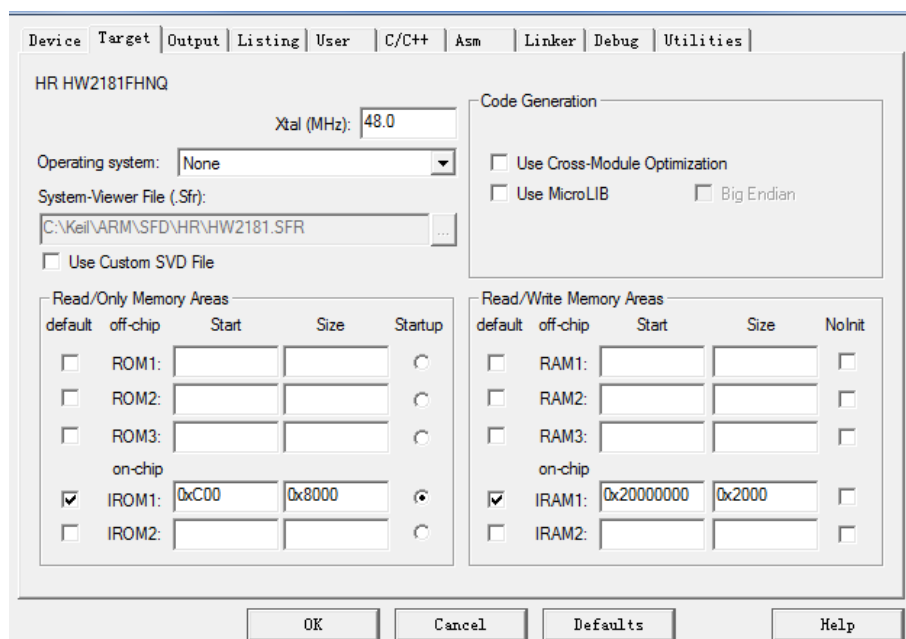 Device Target Output Listing User C/C++ Asm Linker Debug Utilities
HR HW2181FHNQ
Xtal (MHz): 48.0
Operating system: None
System-Viewer File (.Sfr):
C:\Keil\ARM\SFD\HR\HW2181.SFR ...
Use Custom SVD File
Code Generation
Use Cross-Module Optimization
Use MicroLIB Big Endian
Read/Only Memory Areas
default off-chip Start Size Startup
ROM1:
ROM2:
ROM3:
on-chip
IROM1: 0xC00 0x8000
IROM2:
Read/Write Memory Areas
default off-chip Start Size NoInit
RAM1:
RAM2:
RAM3:
on-chip
IRAM1: 0x20000000 0x2000
IRAM2:
OK Cancel Defaults Help